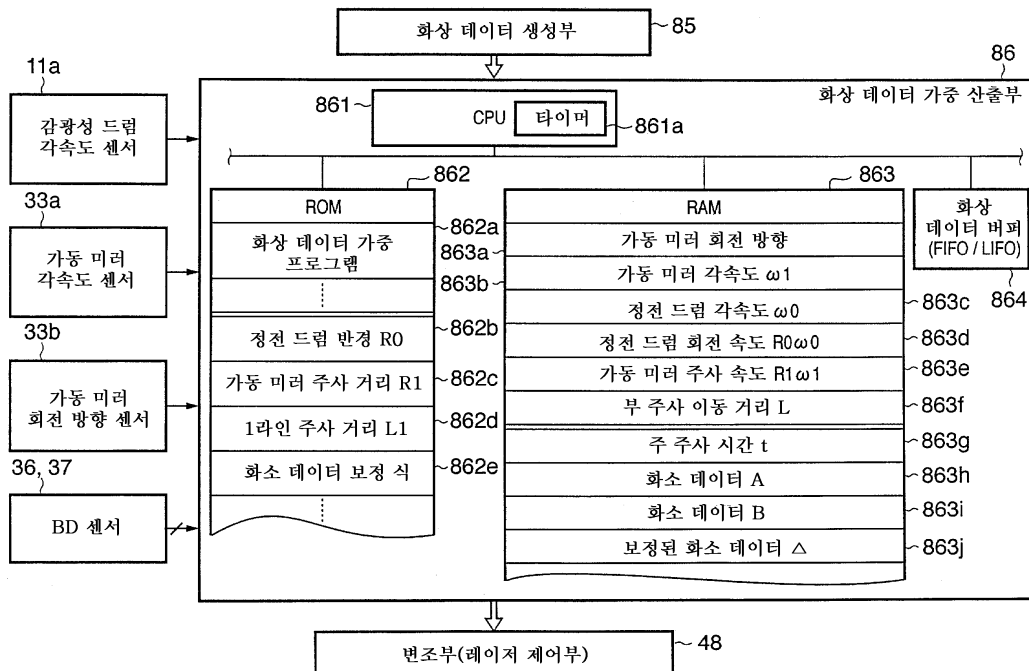 화상 데이터 생성부
85
86
화상 데이터 가중 산출부
11a
감광성 드럼
각속도 센서
33a
가동 미러
각속도 센서
33b
가동 미러
회전 방향 센서
36, 37
BD 센서
861
CPU
타이머
861a
862
ROM
862a
화상 데이터 가중
프로그램
정전 드럼 반경 R0
862b
가동 미러 주사 거리 R1
862c
1라인 주사 거리 L1
862d
화소 데이터 보정 식
862e
863
RAM
863a
가동 미러 회전 방향
863b
가동 미러 각속도 ω1
정전 드럼 각속도 ω0
863c
정전 드럼 회전 속도 R0ω0
863d
가동 미러 주사 속도 R1ω1
863e
부 주사 이동 거리 L
863f
주 주사 시간 t
863g
화소 데이터 A
863h
화소 데이터 B
863i
보정된 화소 데이터 △
863j
화상
데이터 버퍼
(FIFO / LIFO)
864
변조부(레이저 제어부)
48